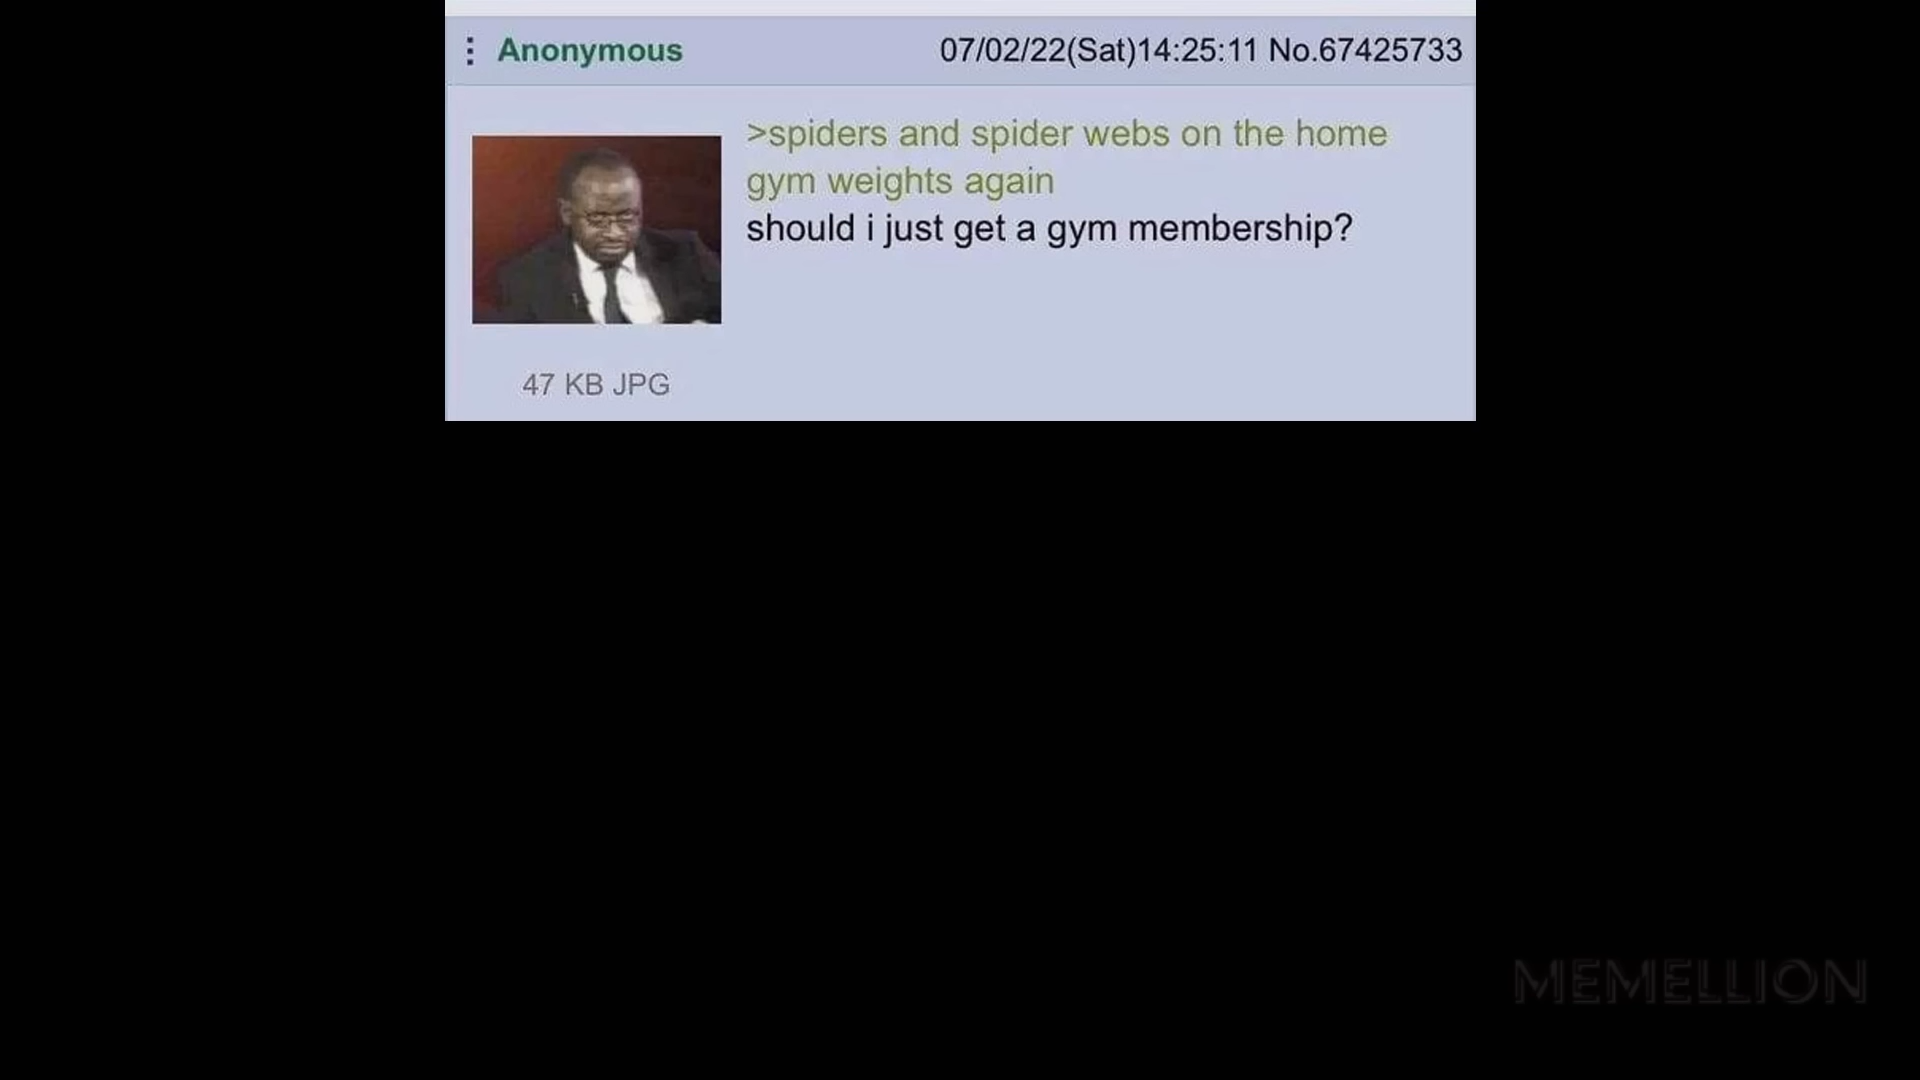 Anonymous 07/02/22(Sat)14:25:11 No.67425733
>spiders and spider webs on the home
gym weights again
should i just get a gym membership?
47 KB JPG
MEMELLION